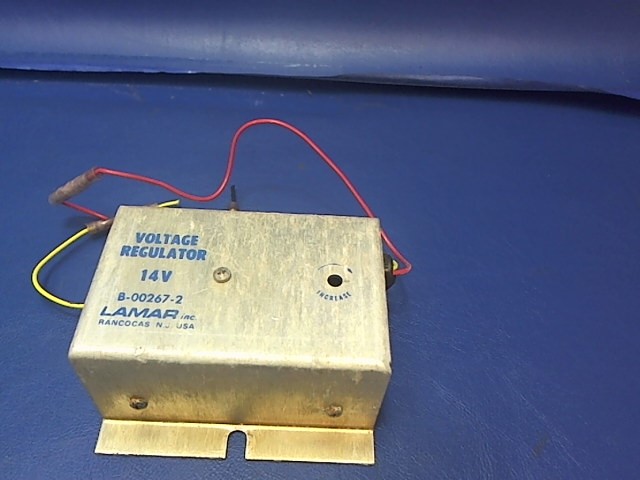 VOLTAGE
REGULATOR
14V
B-00267-2
LAMAR INC.
RANCOCAS N.J. USA
INCREASE